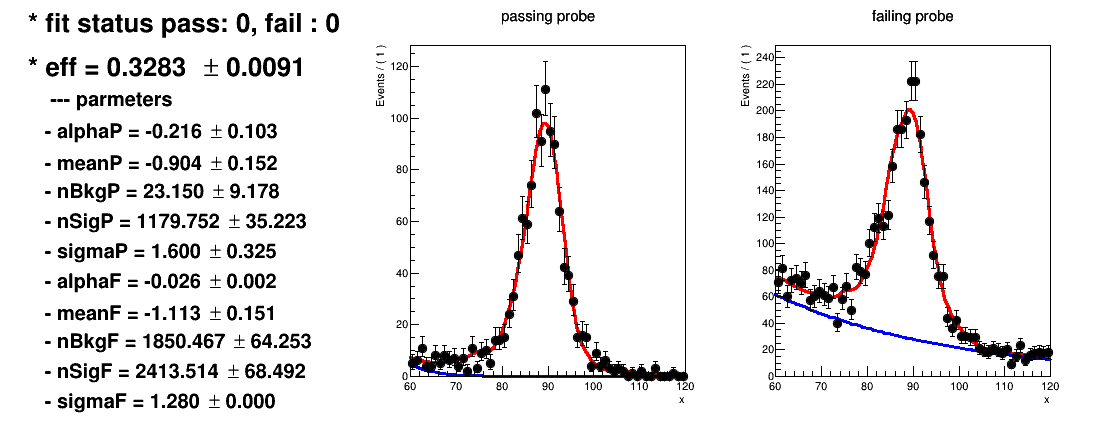 * fit status pass: 0, fail : 0
* eff = 0.3283 ± 0.0091
--- parmeters
- alphaP = -0.216 ± 0.103
- meanP = -0.904 ± 0.152
- nBkgP = 23.150 ± 9.178
- nSigP = 1179.752 ± 35.223
- sigmaP = 1.600 ± 0.325
- alphaF = -0.026 ± 0.002
- meanF = -1.113 ± 0.151
- nBkgF = 1850.467 ± 64.253
- nSigF = 2413.514 ± 68.492
- sigmaF = 1.280 ± 0.000
passing probe
Events / ( 1 )
120
100
80
60
40
20
0
60 70 80 90 100 110 120
x
failing probe
Events / ( 1 )
240
220
200
180
160
140
120
100
80
60
40
20
0
60 70 80 90 100 110 120
x